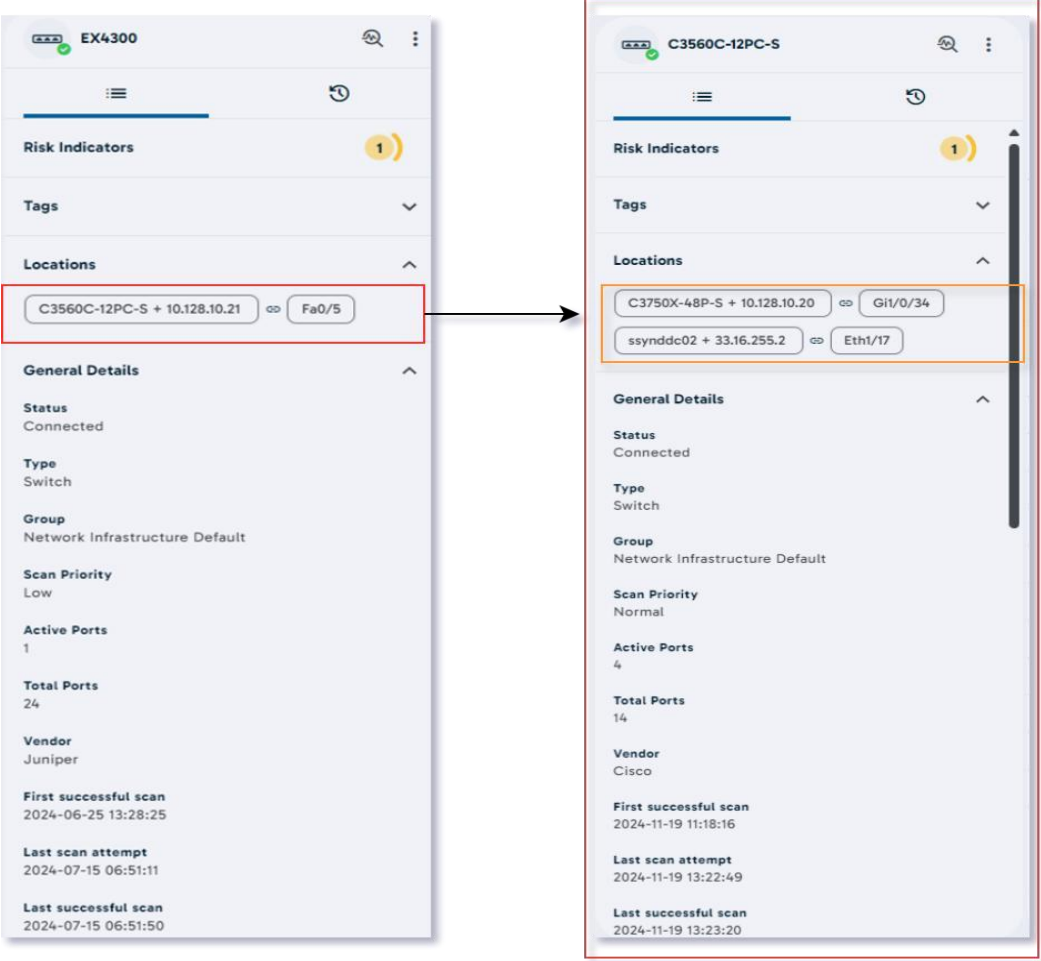 EX4300
Risk Indicators
1
Tags
Locations
C3560C-12PC-S + 10.128.10.21
Fa0/5
General Details
Status
Connected
Type
Switch
Group
Network Infrastructure Default
Scan Priority
Low
Active Ports
1
Total Ports
24
Vendor
Juniper
First successful scan
2024-06-25 13:28:25
Last scan attempt
2024-07-15 06:51:11
Last successful scan
2024-07-15 06:51:50
C3560C-12PC-S
Risk Indicators
1
Tags
Locations
C3750X-48P-S + 10.128.10.20
Gi1/0/34
ssynddc02 + 33.16.255.2
Eth1/17
General Details
Status
Connected
Type
Switch
Group
Network Infrastructure Default
Scan Priority
Normal
Active Ports
4
Total Ports
14
Vendor
Cisco
First successful scan
2024-11-19 11:18:16
Last scan attempt
2024-11-19 13:22:49
Last successful scan
2024-11-19 13:23:20